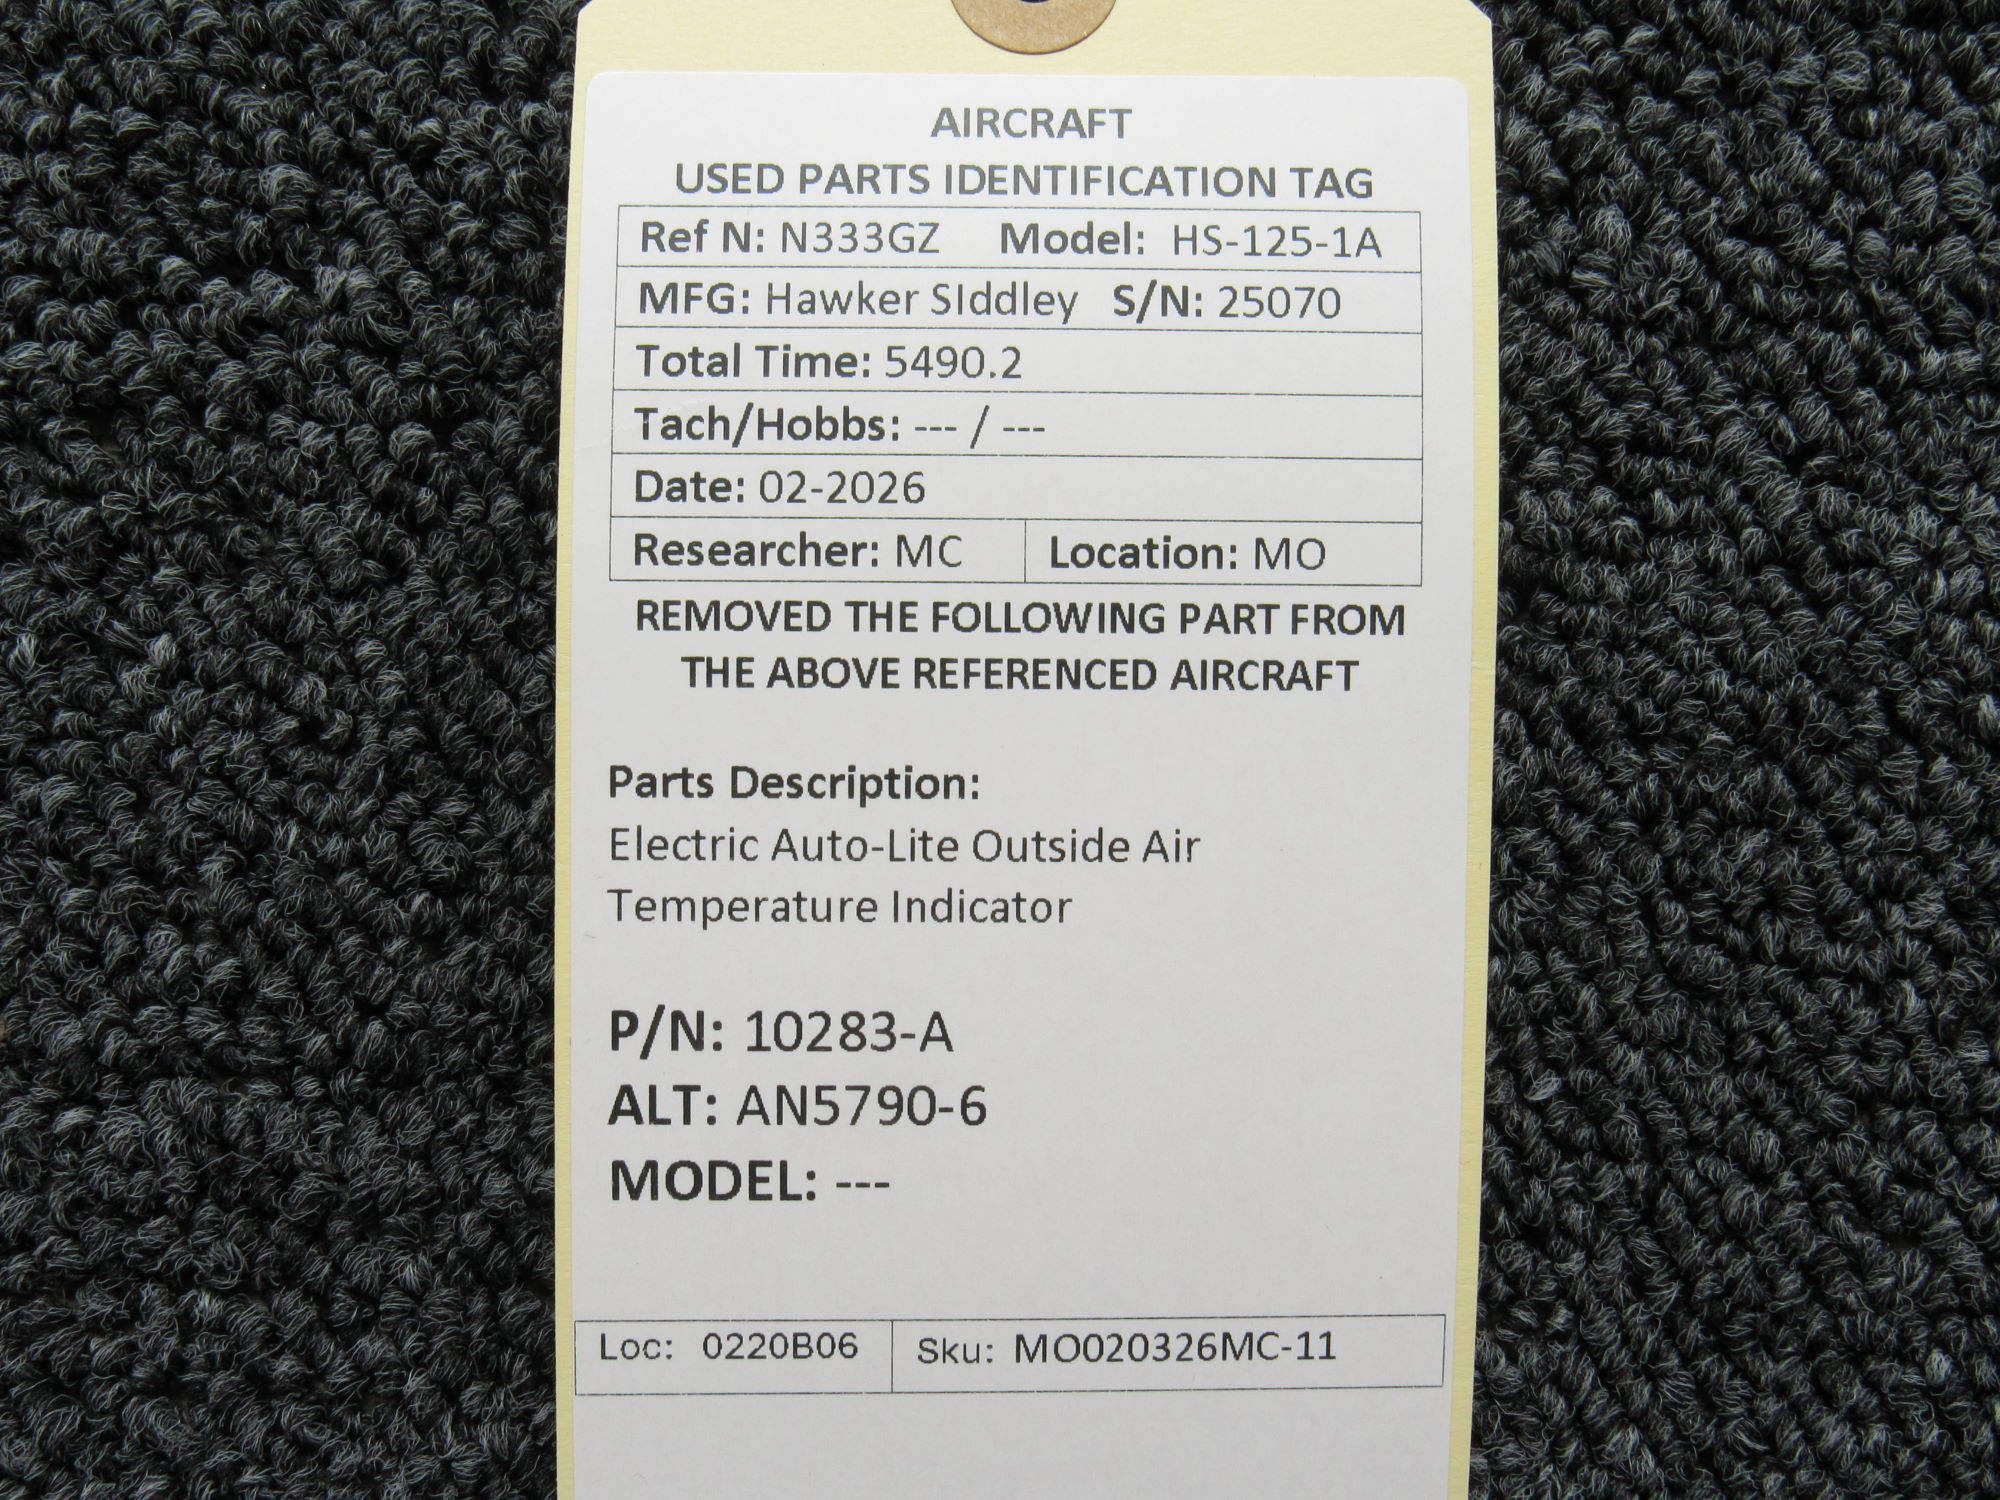 AIRCRAFT
USED PARTS IDENTIFICATION TAG
Ref N: N333GZ Model: HS-125-1A
MFG: Hawker SIddley S/N: 25070
Total Time: 5490.2
Tach/Hobbs: --- / ---
Date: 02-2026
Researcher: MC Location: MO
REMOVED THE FOLLOWING PART FROM
THE ABOVE REFERENCED AIRCRAFT
Parts Description:
Electric Auto-Lite Outside Air
Temperature Indicator
P/N: 10283-A
ALT: AN5790-6
MODEL: ---
Loc: 0220B06 Sku: MO020326MC-11